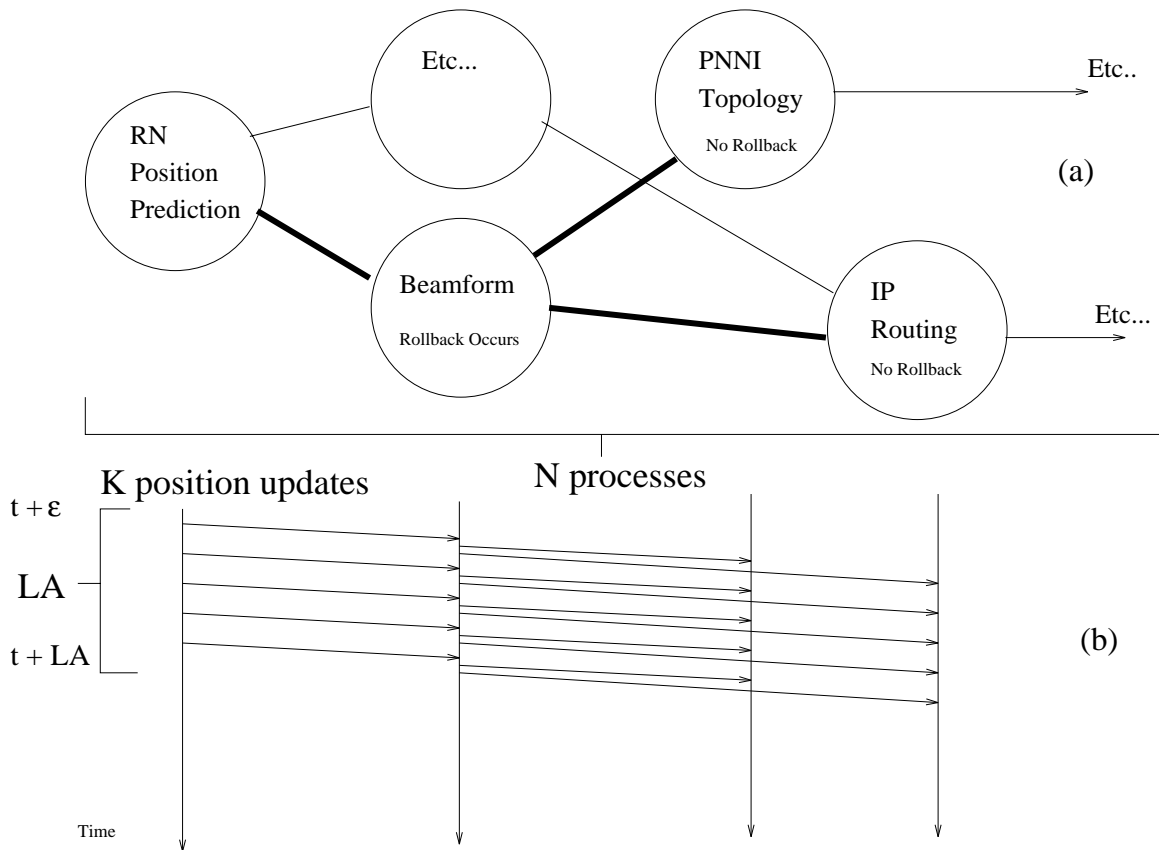 Etc...
PNNI
Topology
No Rollback
Etc..
RN
Position
Prediction
(a)
Beamform
Rollback Occurs
IP
Routing
No Rollback
Etc...
K position updates
N processes
t + ε
LA
t + LA
(b)
Time